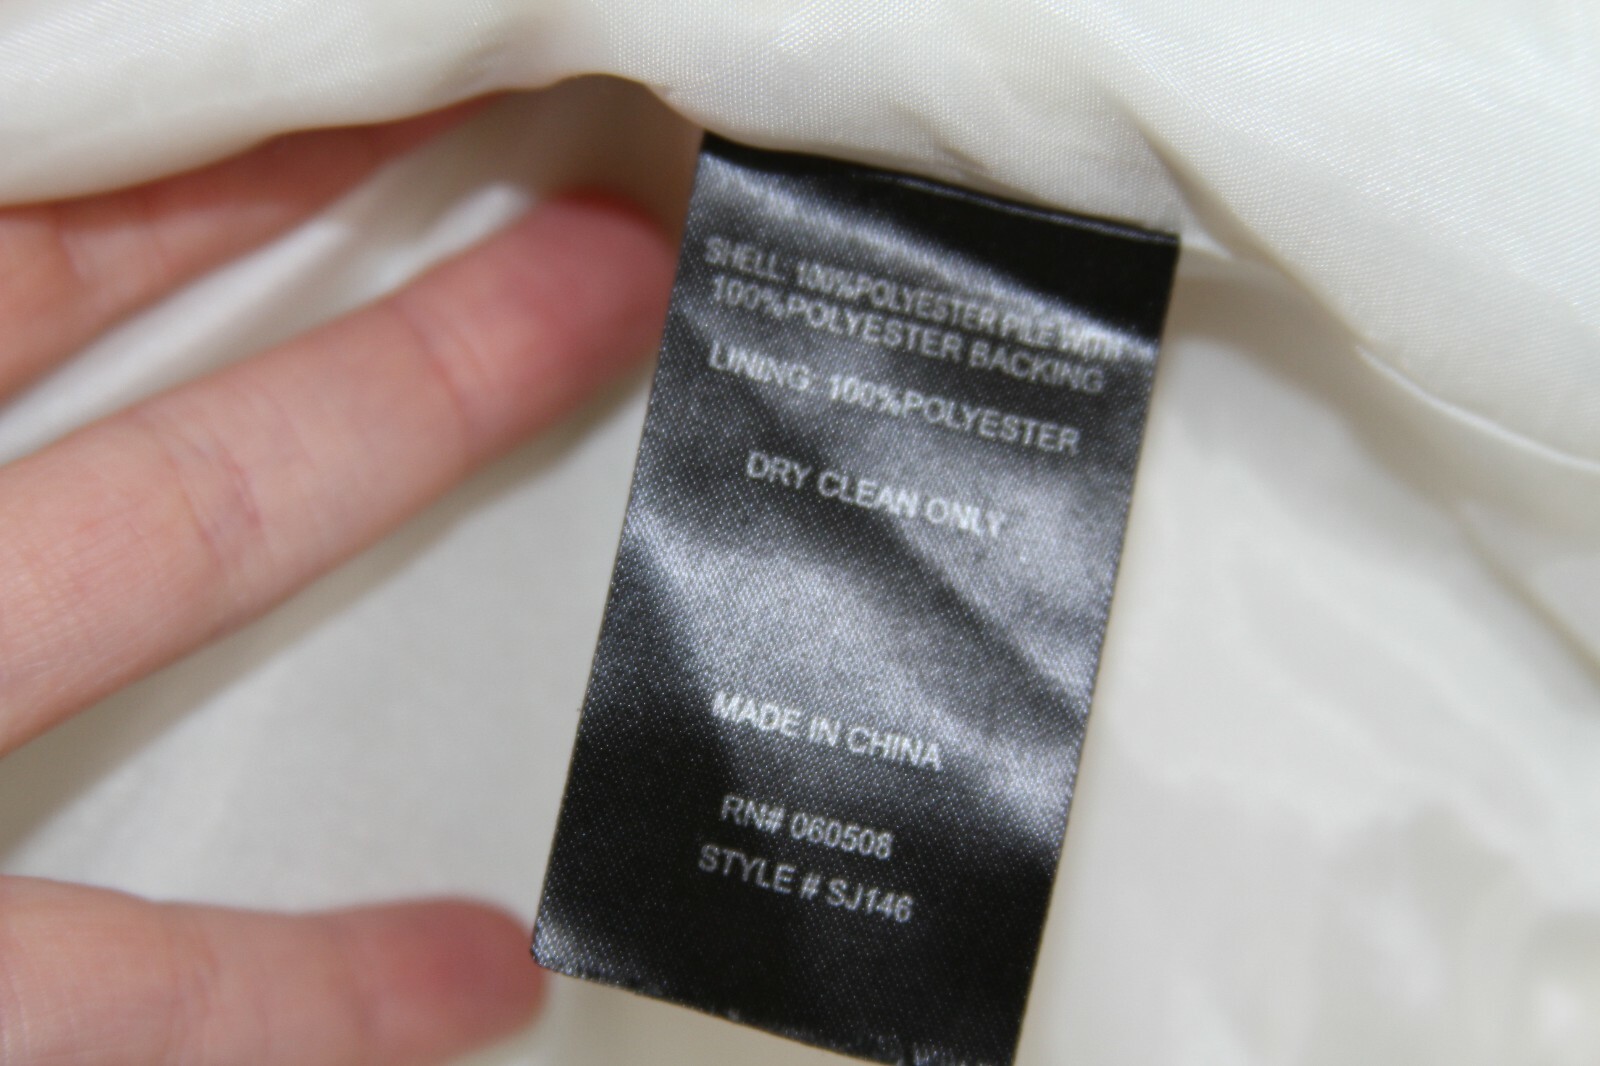 SHELL: 100%POLYESTER PILE WITH
100%POLYESTER BACKING
LINING: 100%POLYESTER
DRY CLEAN ONLY
MADE IN CHINA
RN# 060508
STYLE # SJ146